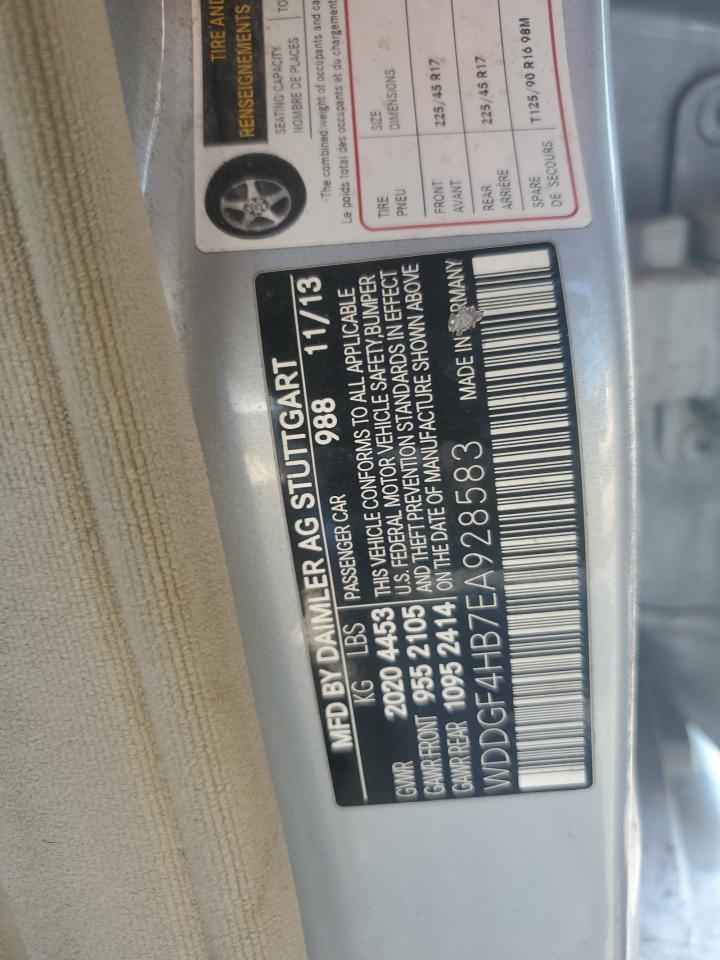 TIRE AND
RENSEIGNEMENTS
SEATING CAPACITY
NOMBRE DE PLACES
TO
The combined weight of occupants and ca
Le poids total des occupants et du chargement
TIRE
PNEU
SIZE
DIMENSIONS
FRONT
AVANT
225/45 R17
REAR
ARRIÈRE
225/45 R17
SPARE
DE SECOURS
T125/90 R16 98M
MFD BY DAIMLER AG STUTTGART
KG LBS 988 11/13
GVWR 2020 4453
GAWR FRONT 955 2105
GAWR REAR 1095 2414
PASSENGER CAR
THIS VEHICLE CONFORMS TO ALL APPLICABLE
U.S. FEDERAL MOTOR VEHICLE SAFETY,BUMPER
AND THEFT PREVENTION STANDARDS IN EFFECT
ON THE DATE OF MANUFACTURE SHOWN ABOVE
WDDGF4HB7EA928583 MADE IN GERMANY